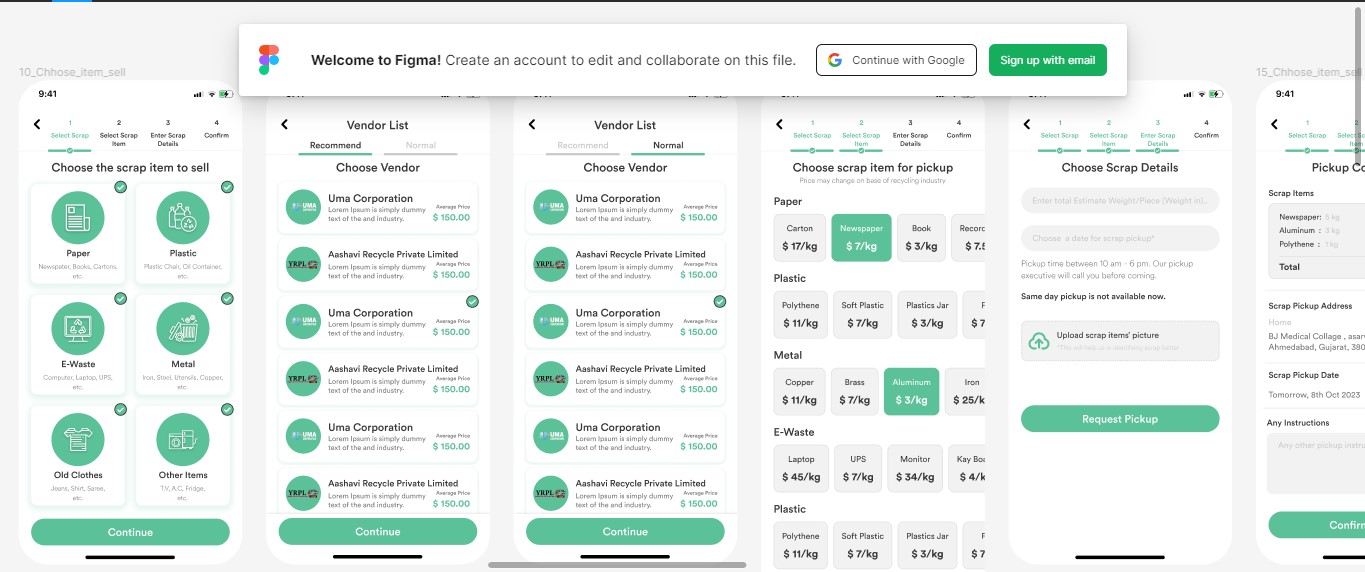 Welcome to Figma! Create an account to edit and collaborate on this file.
Continue with Google
Sign up with email
10_Chhose_item_sell
9:41
1
Select Scrap
2
Select Scrap
Item
3
Enter Scrap
Details
4
Confirm
Choose the scrap item to sell
Paper
Newspater, Books, Cartons,
etc.
Plastic
Plastic Chair, Oil Container,
etc.
E-Waste
Computer, Laptop, UPS,
etc.
Metal
Iron, Steel, Utensils, Copper,
etc.
Old Clothes
Jeans, Shirt, Saree,
etc.
Other Items
T.V, A.C, Fridge,
etc.
Continue
Vendor List
Recommend
Normal
Choose Vendor
Uma Corporation
Lorem Ipsum is simply dummy
text of the and industry.
Average Price
$ 150.00
Aashavi Recycle Private Limited
Lorem Ipsum is simply dummy
text of the and industry.
Average Price
$ 150.00
Uma Corporation
Lorem Ipsum is simply dummy
text of the and industry.
Average Price
$ 150.00
Aashavi Recycle Private Limited
Lorem Ipsum is simply dummy
text of the and industry.
Average Price
$ 150.00
Uma Corporation
Lorem Ipsum is simply dummy
text of the and industry.
Average Price
$ 150.00
Aashavi Recycle Private Limited
Lorem Ipsum is simply dummy
text of the and industry.
Average Price
$ 150.00
Continue
Vendor List
Recommend
Normal
Choose Vendor
Uma Corporation
Lorem Ipsum is simply dummy
text of the and industry.
Average Price
$ 150.00
Aashavi Recycle Private Limited
Lorem Ipsum is simply dummy
text of the and industry.
Average Price
$ 150.00
Uma Corporation
Lorem Ipsum is simply dummy
text of the and industry.
Average Price
$ 150.00
Aashavi Recycle Private Limited
Lorem Ipsum is simply dummy
text of the and industry.
Average Price
$ 150.00
Uma Corporation
Lorem Ipsum is simply dummy
text of the and industry.
Average Price
$ 150.00
Aashavi Recycle Private Limited
Lorem Ipsum is simply dummy
text of the and industry.
Average Price
$ 150.00
Continue
1
Select Scrap
2
Select Scrap
Item
3
Enter Scrap
Details
4
Confirm
Choose scrap item for pickup
Price may change on base of recycling industry
Paper
Carton
$ 17/kg
Newspaper
$ 7/kg
Book
$ 3/kg
Record
$ 7.5
Plastic
Polythene
$ 11/kg
Soft Plastic
$ 7/kg
Plastics Jar
$ 3/kg
$ 7
Metal
Copper
$ 11/kg
Brass
$ 7/kg
Aluminum
$ 3/kg
Iron
$ 25/k
E-Waste
Laptop
$ 45/kg
UPS
$ 7/kg
Monitor
$ 34/kg
Kay Boa
$ 4/k
Plastic
Polythene
$ 11/kg
Soft Plastic
$ 7/kg
Plastics Jar
$ 3/kg
$ 7
1
Select Scrap
2
Select Scrap
Item
3
Enter Scrap
Details
4
Confirm
Choose Scrap Details
Enter total Estimate Weight/Piece [Weight in]...
Choose a date for scrap pickup*
Pickup time between 10 am - 6 pm. Our pickup
executive will call you before coming.
Same day pickup is not available now.
Upload scrap items' picture
Request Pickup
15_Chhose_item_sell
9:41
1
Select Scrap
2
Pickup Co
Scrap Items
Newspaper: 6 kg
Aluminum : 3 kg
Polythene : 1 kg
Total
Scrap Pickup Address
Home
BJ Medical Collage , asarv
Ahmedabad, Gujarat, 380
Scrap Pickup Date
Tomorrow, 8th Oct 2023
Any Instructions
Any other pickup instru
Confirm